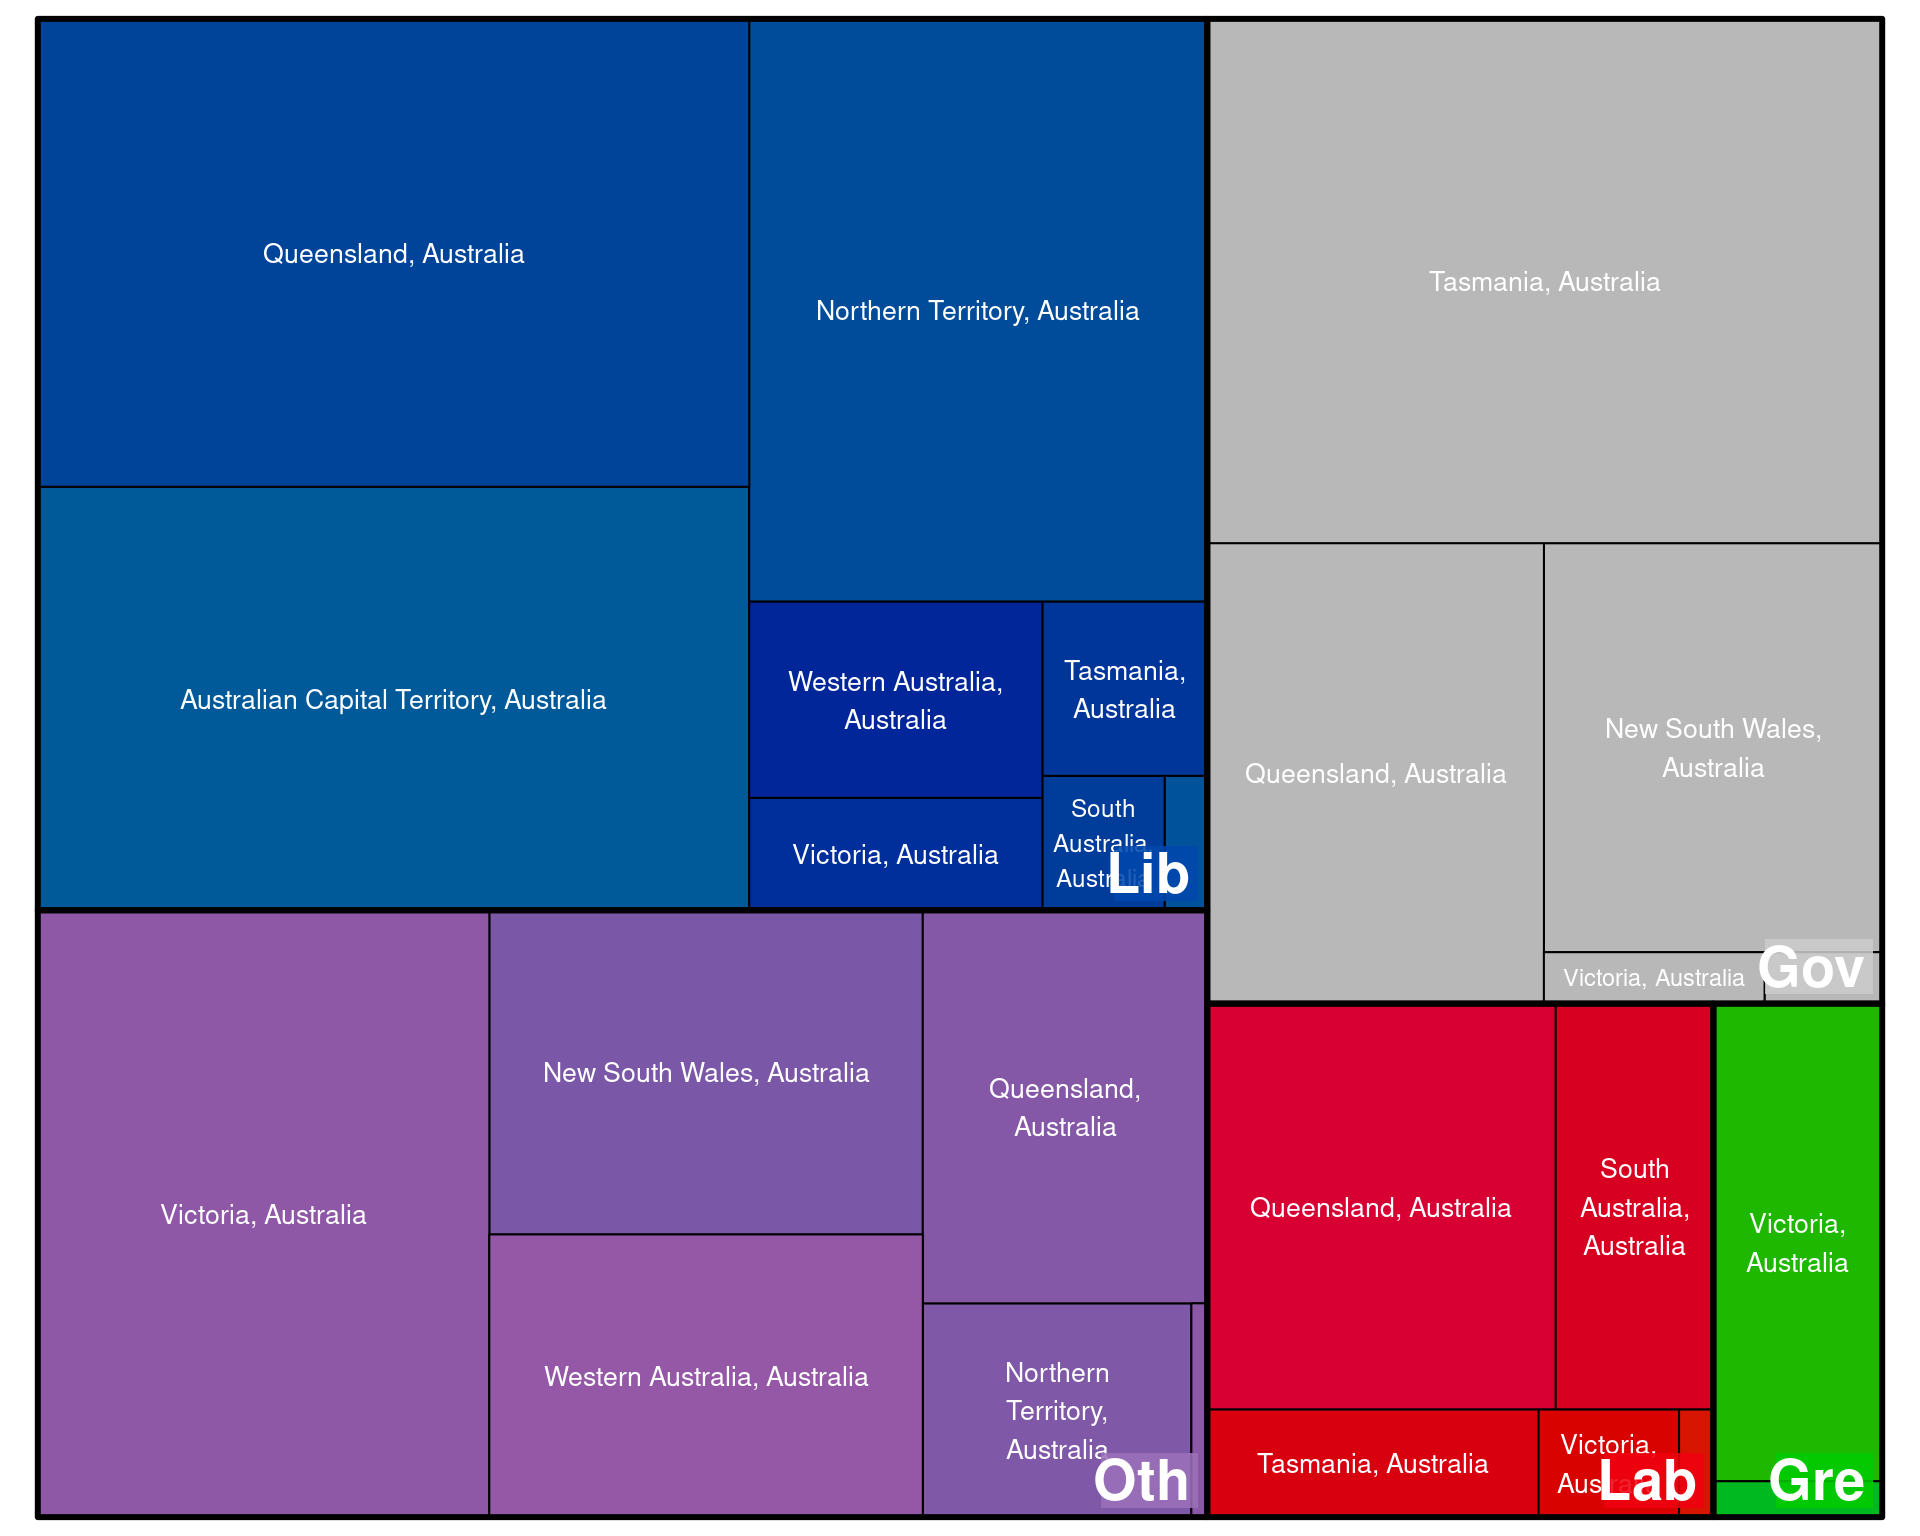 Queensland, Australia
Northern Territory, Australia
Australian Capital Territory, Australia
Western Australia,
Australia
Tasmania,
Australia
Victoria, Australia
South
Australia,
Australia
Lib
Tasmania, Australia
Queensland, Australia
New South Wales,
Australia
Victoria, Australia
Gov
Victoria, Australia
New South Wales, Australia
Western Australia, Australia
Queensland,
Australia
Northern
Territory,
Australia
Oth
Queensland, Australia
South
Australia,
Australia
Tasmania, Australia
Victoria,
Australia
Lab
Victoria,
Australia
Gre